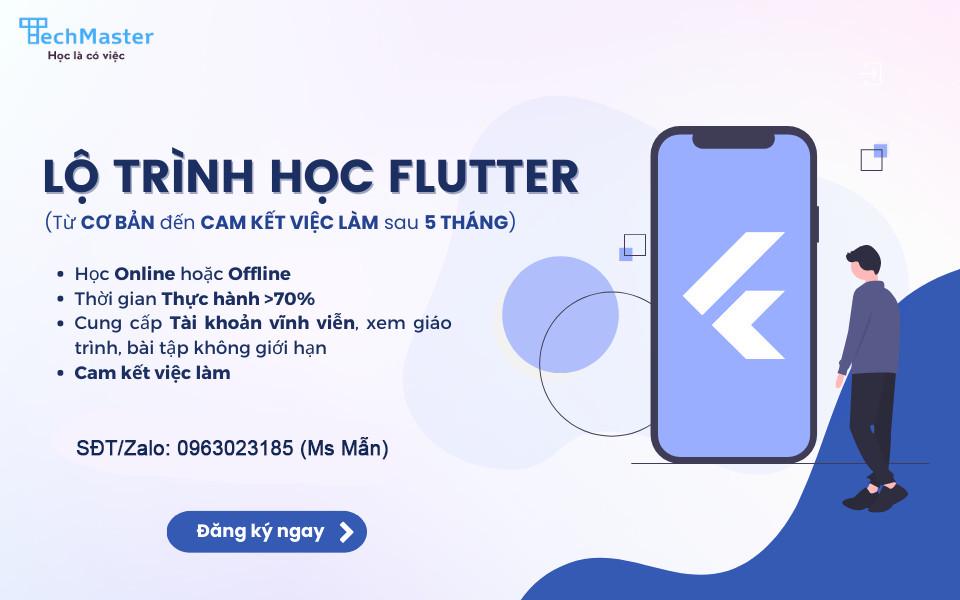 TechMaster
Học là có việc
LỘ TRÌNH HỌC FLUTTER
(Từ CƠ BẢN đến CAM KẾT VIỆC LÀM sau 5 THÁNG)
• Học Online hoặc Offline
• Thời gian Thực hành >70%
• Cung cấp Tài khoản vĩnh viễn, xem giáo
trình, bài tập không giới hạn
• Cam kết việc làm
SĐT/Zalo: 0963023185 (Ms Mẫn)
Đăng ký ngay